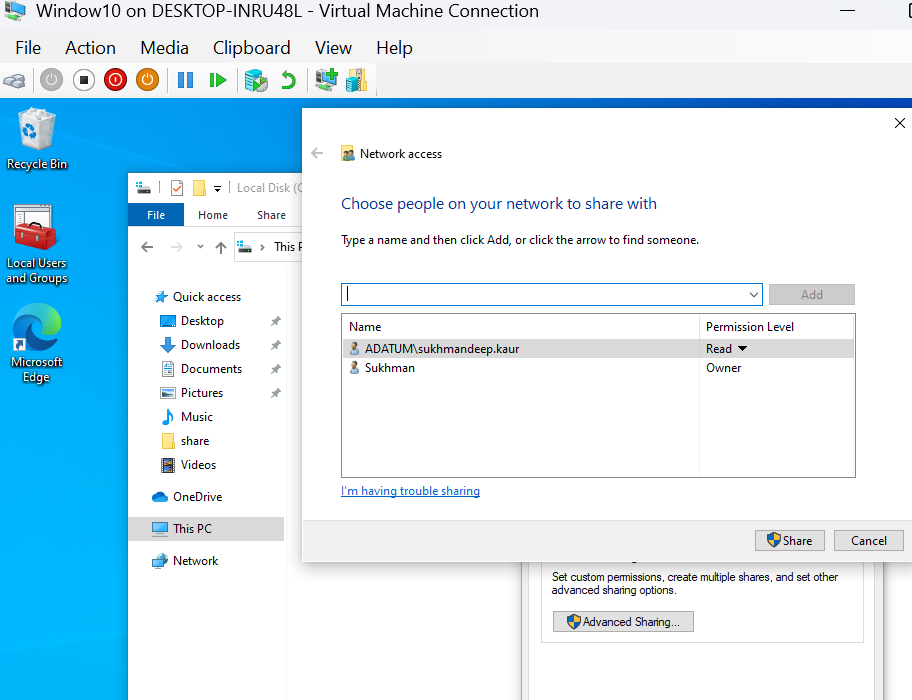 Window10 on DESKTOP-INRU48L - Virtual Machine Connection
File Action Media Clipboard View Help
Recycle Bin
Local Users
and Groups
Microsoft
Edge
Local Disk (C
File Home Share
This P
Quick access
Desktop
Downloads
Documents
Pictures
Music
share
Videos
OneDrive
This PC
Network
Network access
Choose people on your network to share with
Type a name and then click Add, or click the arrow to find someone.
Add
Name Permission Level
ADATUM\sukhmandeep.kaur Read
Sukhman Owner
I'm having trouble sharing
Share Cancel
Set custom permissions, create multiple shares, and set other
advanced sharing options.
Advanced Sharing...